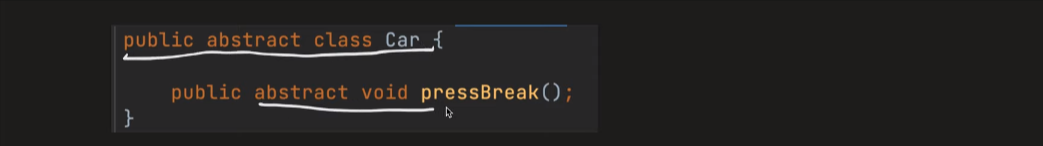 public abstract class Car {
public abstract void pressBreak();
}